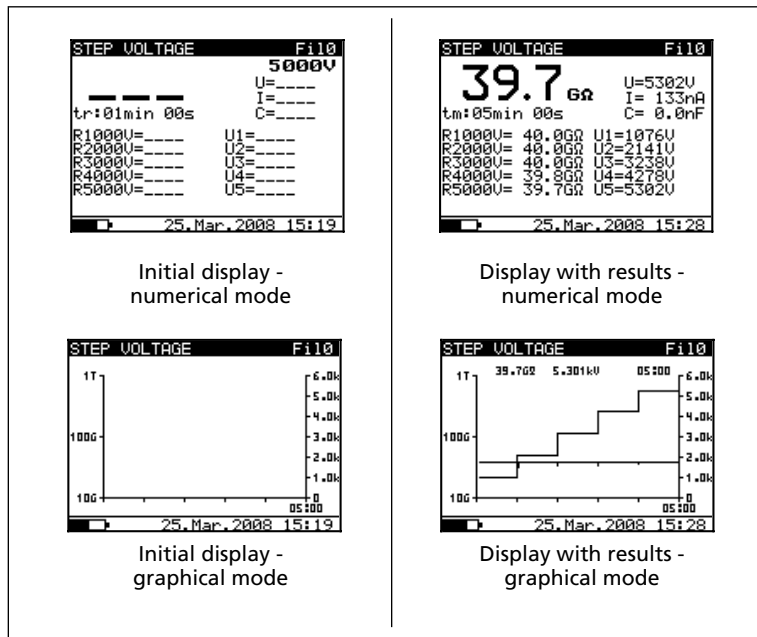 STEP VOLTAGE Fil0
5000V
U=____
I=____
tr:01min 00s C=____
R1000V=____ U1=____
R2000V=____ U2=____
R3000V=____ U3=____
R4000V=____ U4=____
R5000V=____ U5=____
25.Mar.2008 15:19
Initial display -
numerical mode
STEP VOLTAGE Fil0
39.7 GΩ U=5302V
I= 133nA
tm:05min 00s C= 0.0nF
R1000V= 40.0GΩ U1=1076V
R2000V= 40.0GΩ U2=2141V
R3000V= 40.0GΩ U3=3238V
R4000V= 39.8GΩ U4=4278V
R5000V= 39.7GΩ U5=5302V
25.Mar.2008 15:28
Display with results -
numerical mode
STEP VOLTAGE Fil0
1T 6.0k
5.0k
4.0k
100G 3.0k
2.0k
1.0k
10G 0
05:00
25.Mar.2008 15:19
Initial display -
graphical mode
STEP VOLTAGE Fil0
1T 39.7GΩ 5.301kV 05:00 6.0k
5.0k
4.0k
100G 3.0k
2.0k
1.0k
10G 0
05:00
25.Mar.2008 15:28
Display with results -
graphical mode